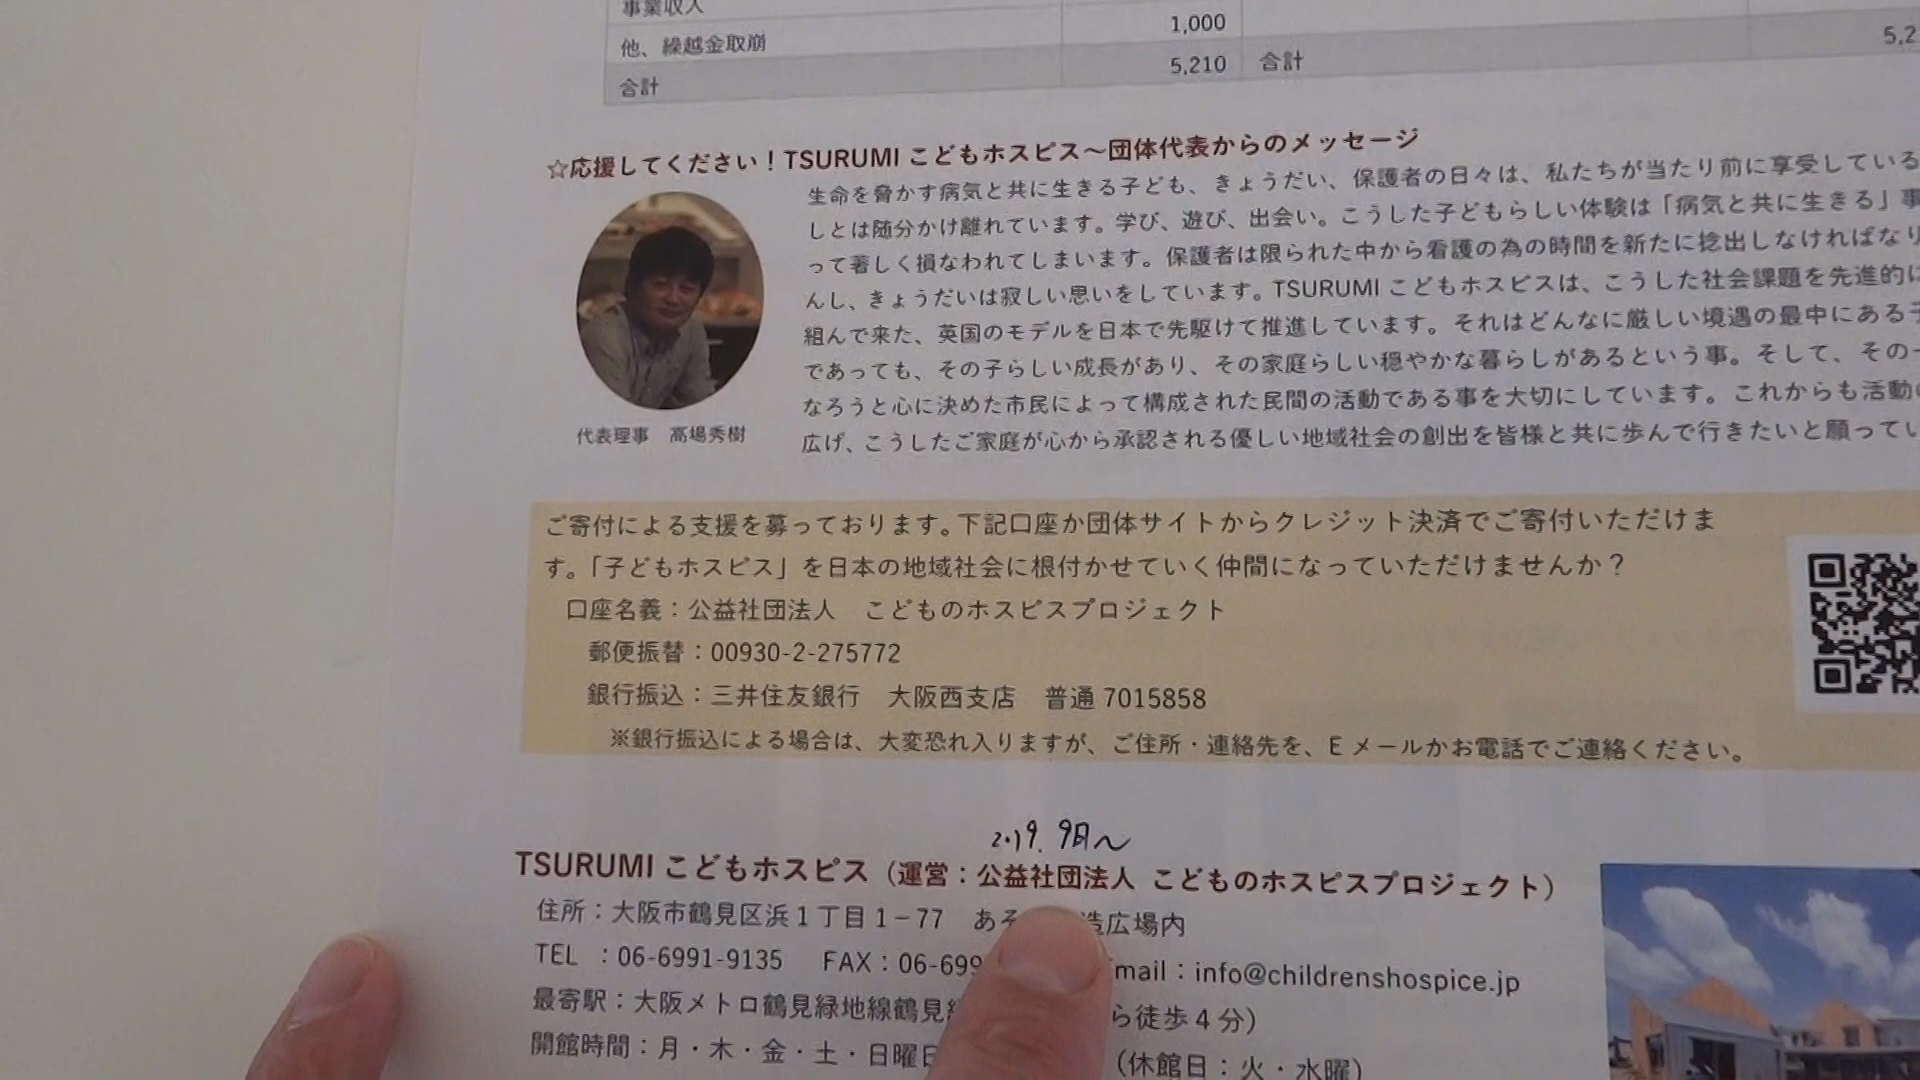 事業収入
他、繰越金取崩 1,000
合計 5,210 合計 5,2
☆応援してください！TSURUMI こどもホスピス～団体代表からのメッセージ
生命を脅かす病気と共に生きる子ども、きょうだい、保護者の日々は、私たちが当たり前に享受している
しとは随分かけ離れています。学び、遊び、出会い。こうした子どもらしい体験は「病気と共に生きる」事
って著しく損なわれてしまいます。保護者は限られた中から看護の為の時間を新たに捻出しなければなり
んし、きょうだいは寂しい思いをしています。TSURUMI こどもホスピスは、こうした社会課題を先進的に
組んで来た、英国のモデルを日本で先駆けて推進しています。それはどんなに厳しい境遇の最中にある子
であっても、その子らしい成長があり、その家庭らしい穏やかな暮らしがあるという事。そして、その一
なろうと心に決めた市民によって構成された民間の活動である事を大切にしています。これからも活動の
広げ、こうしたご家庭が心から承認される優しい地域社会の創出を皆様と共に歩んで行きたいと願ってい
代表理事　高場秀樹
ご寄付による支援を募っております。下記口座か団体サイトからクレジット決済でご寄付いただけま
す。「子どもホスピス」を日本の地域社会に根付かせていく仲間になっていただけませんか？
口座名義：公益社団法人　こどものホスピスプロジェクト
郵便振替：00930-2-275772
銀行振込：三井住友銀行　大阪西支店　普通 7015858
※銀行振込による場合は、大変恐れ入りますが、ご住所・連絡先を、E メールかお電話でご連絡ください。
TSURUMI こどもホスピス（運営：公益社団法人 こどものホスピスプロジェクト）
住所：大阪市鶴見区浜 1 丁目 1－77　あそ 造広場内
TEL ：06-6991-9135　FAX：06-699 mail：info@childrenshospice.jp
最寄駅：大阪メトロ鶴見緑地線鶴見 ら徒歩 4 分）
開館時間：月・木・金・土・日曜日 （休館日：火・水曜）